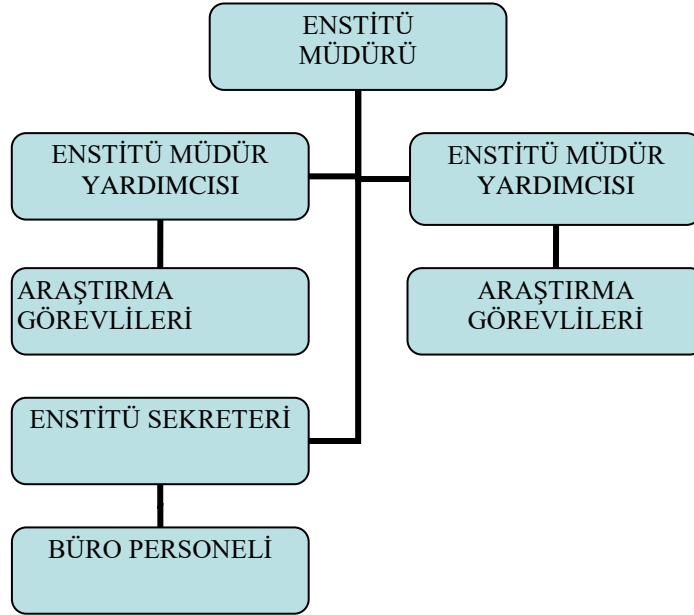 ENSTİTÜ
MÜDÜRÜ
ENSTİTÜ MÜDÜR
YARDIMCISI
ENSTİTÜ MÜDÜR
YARDIMCISI
ARAŞTIRMA
GÖREVLİLERİ
ARAŞTIRMA
GÖREVLİLERİ
ENSTİTÜ SEKRETERİ
BÜRO PERSONELİ